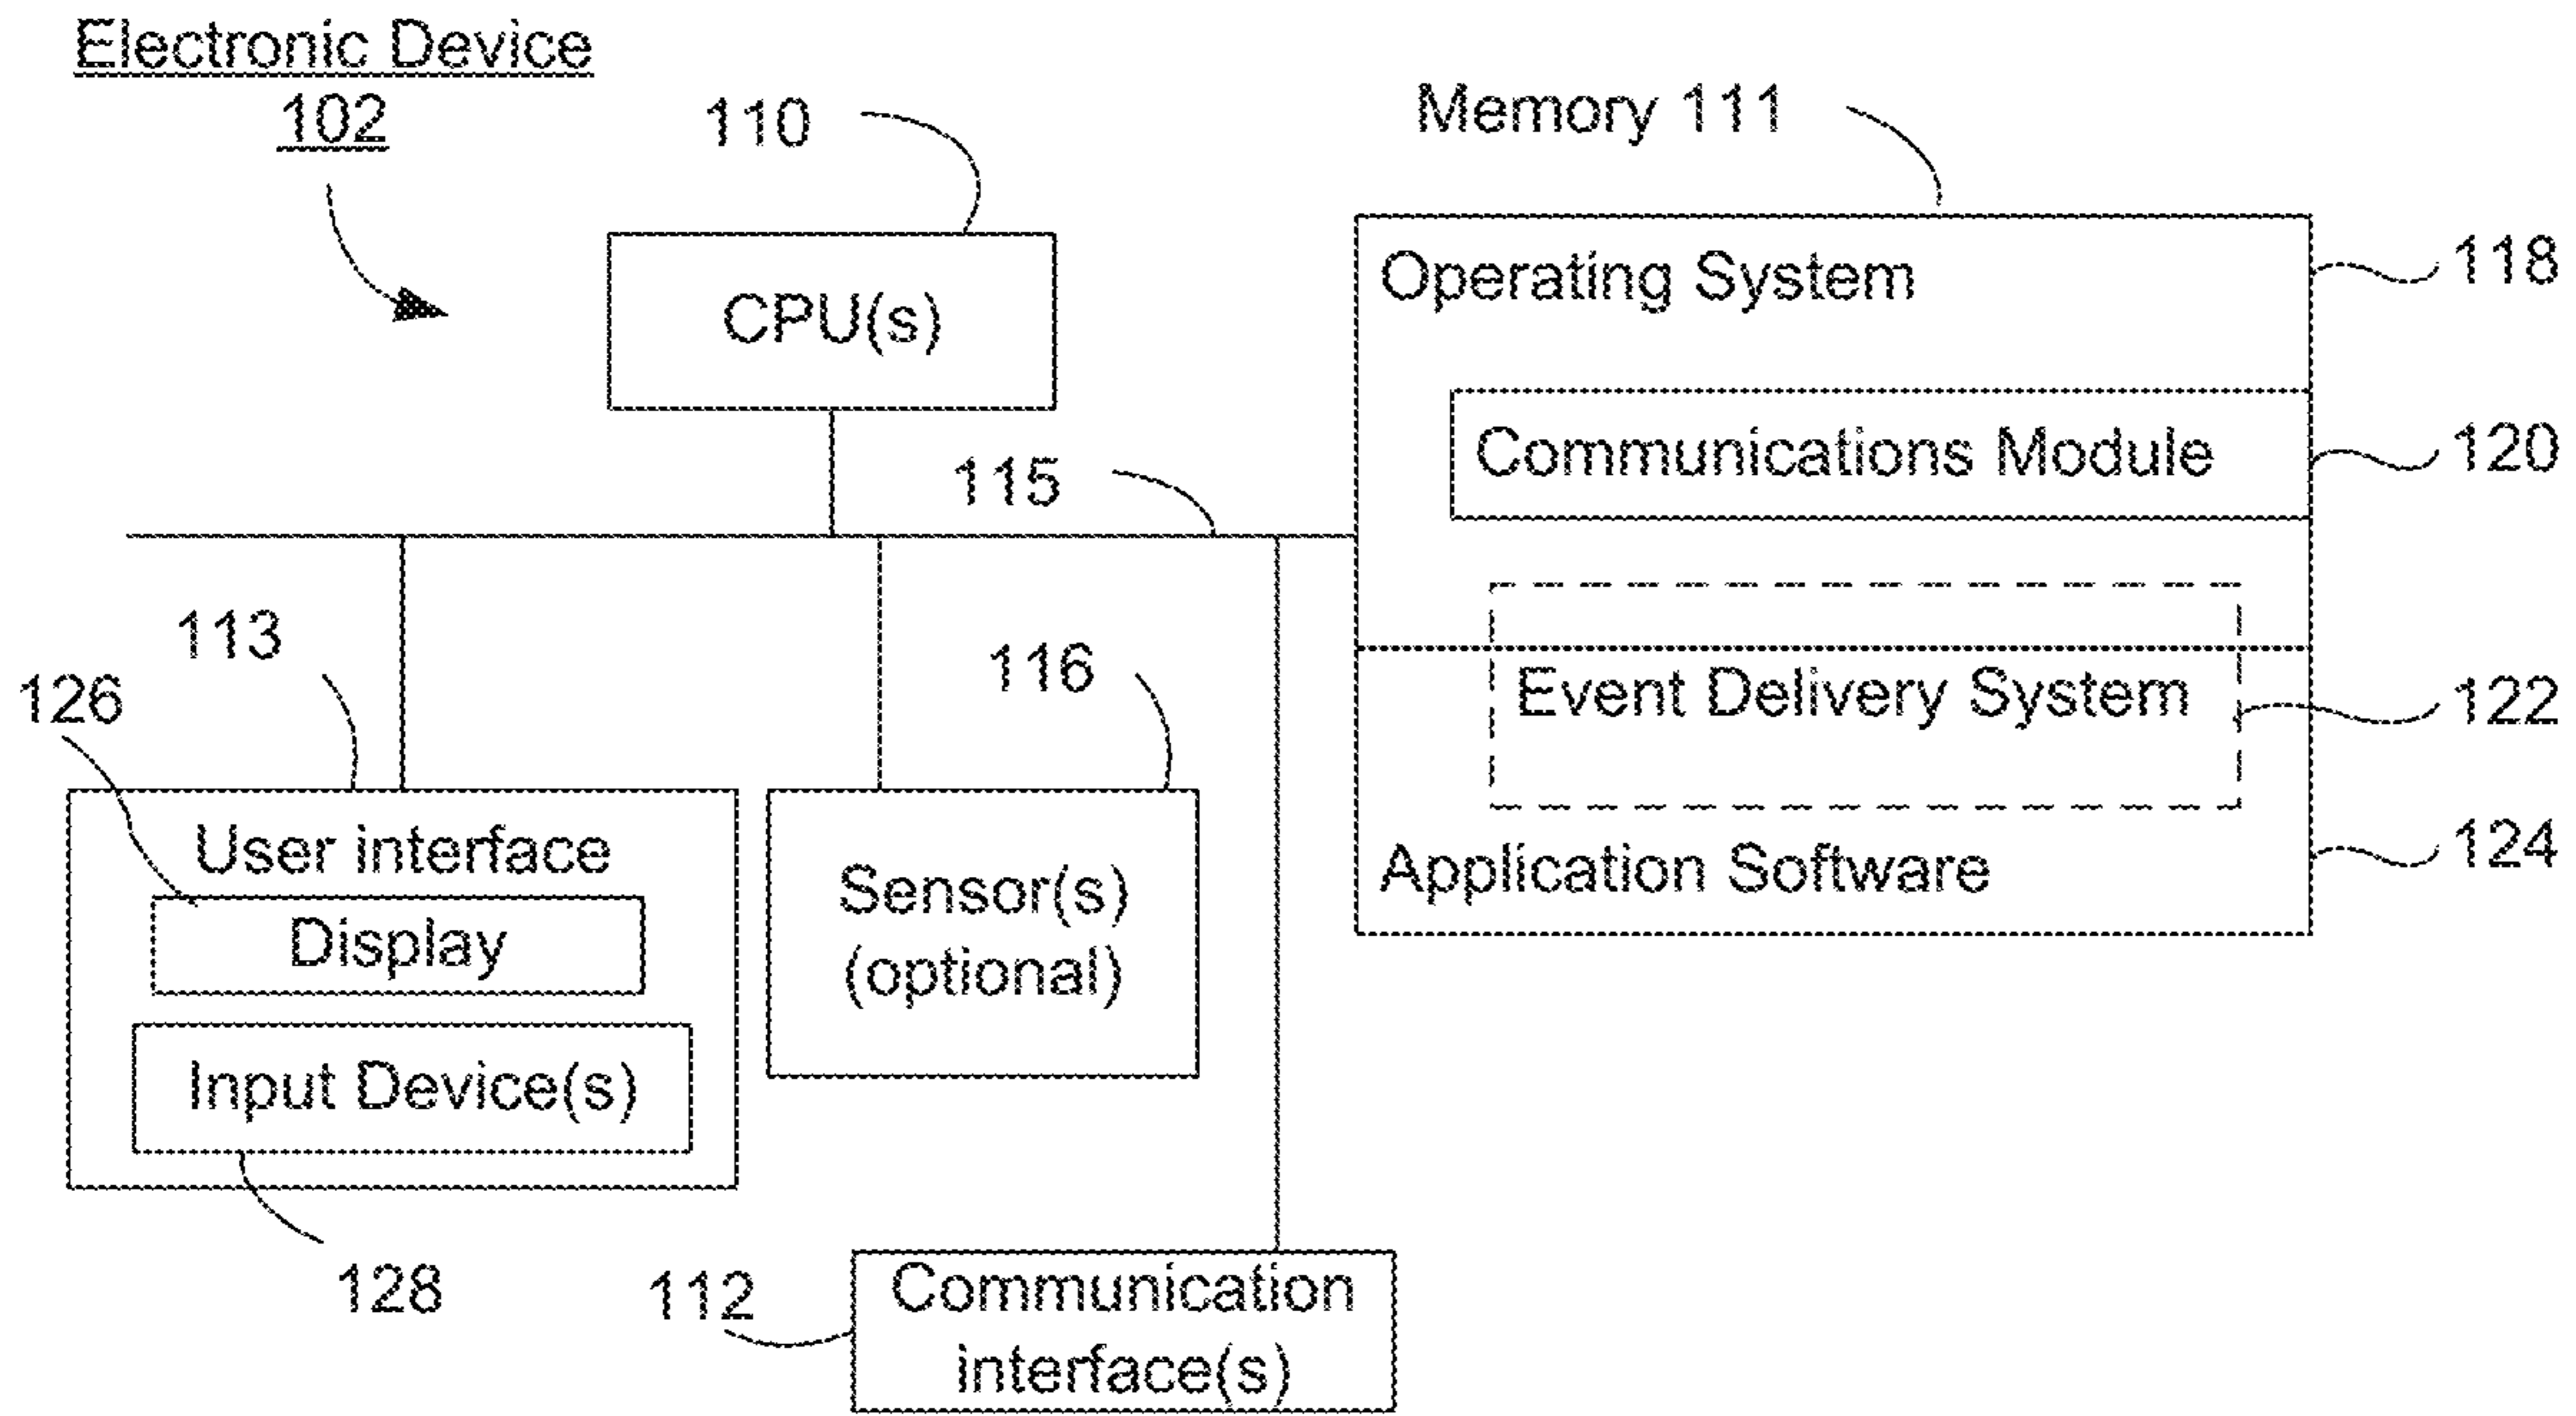 Electronic Device
102
110
Memory 111
CPU(s)
Operating System
118
Communications Module
120
115
113
116
126
Event Delivery System
122
User interface
Display
Input Device(s)
Sensor(s)
(optional)
Application Software
124
128
112
Communication
interface(s)